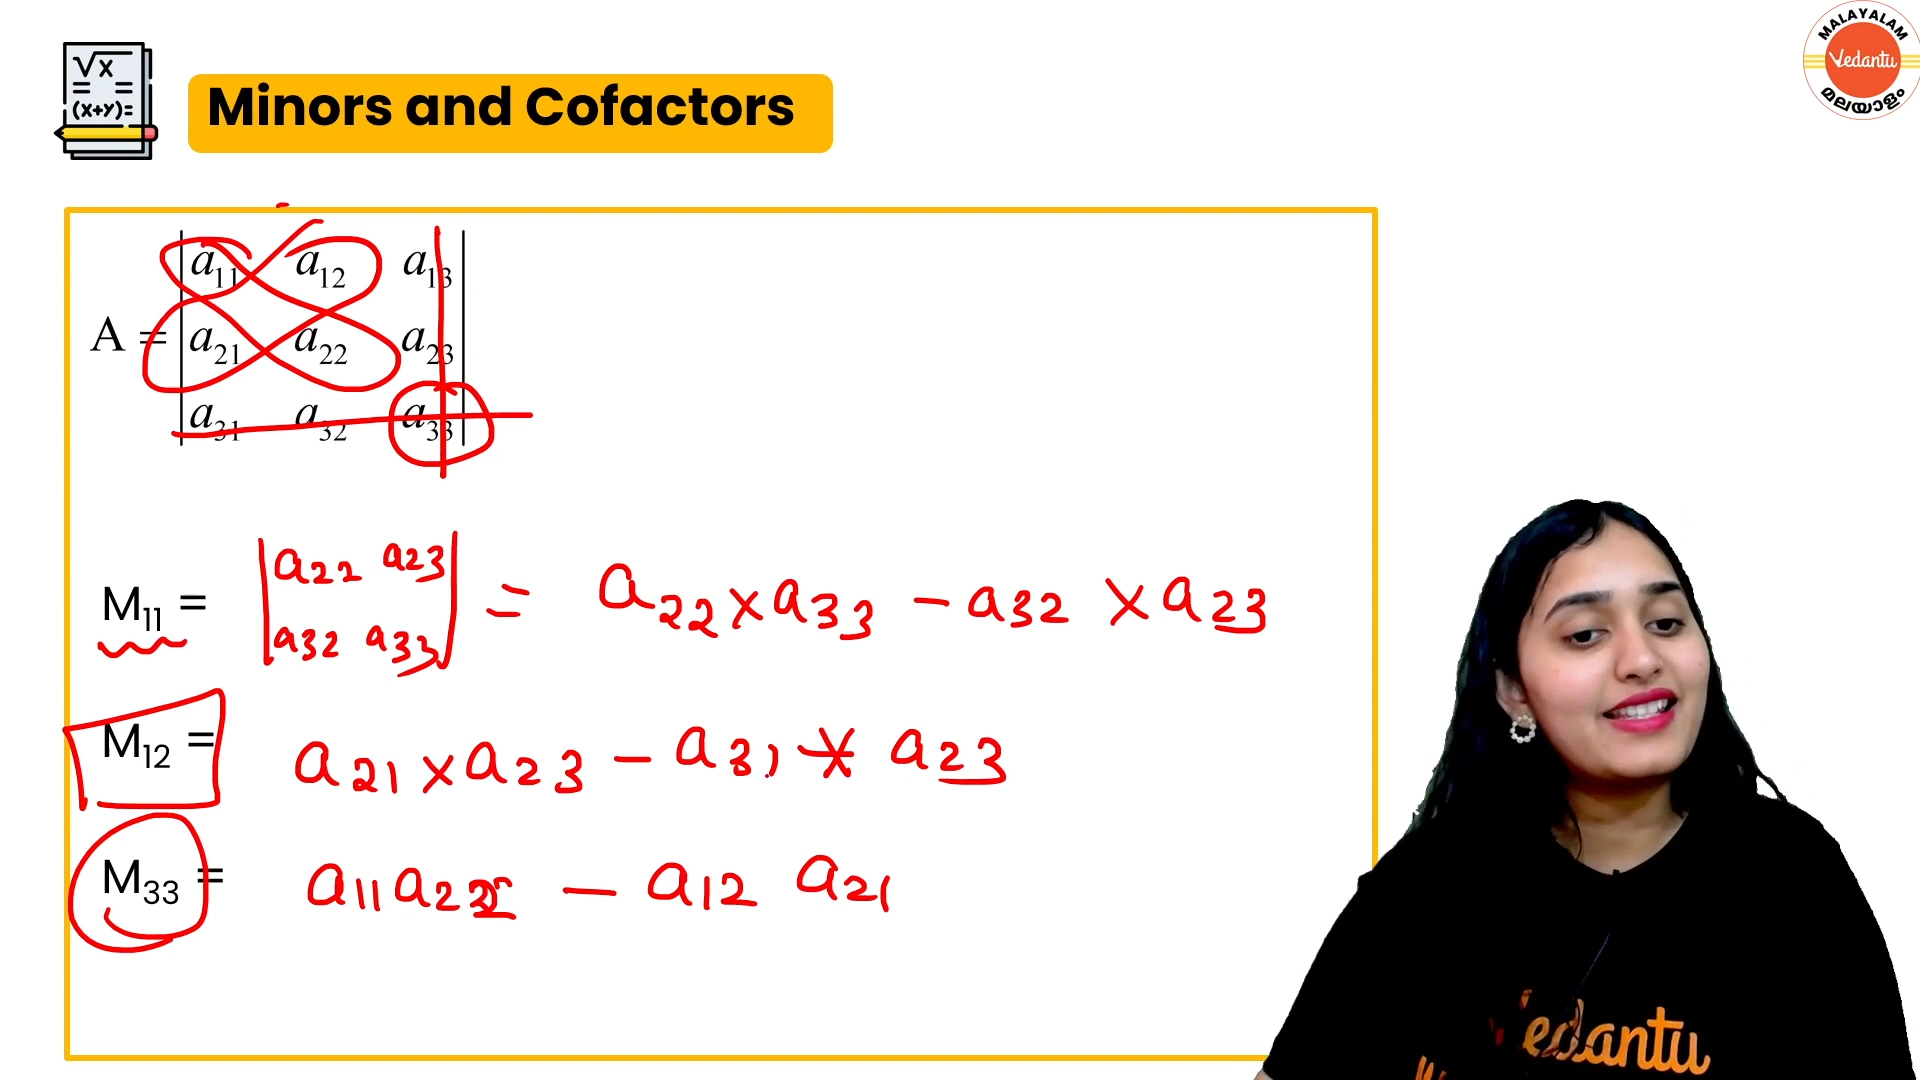 √x
(x+y)=
Minors and Cofactors
MALAYALAM
Vedantu
മലയാളം
a11 a12 a13
A = a21 a22 a23
a31 a32 a33
M11 = |a22 a23| = a22 × a33 − a32 × a23
|a32 a33|
M12 = a21 × a23 − a31 × a23
M33 = a11 a22 − a12 a21
Vedantu